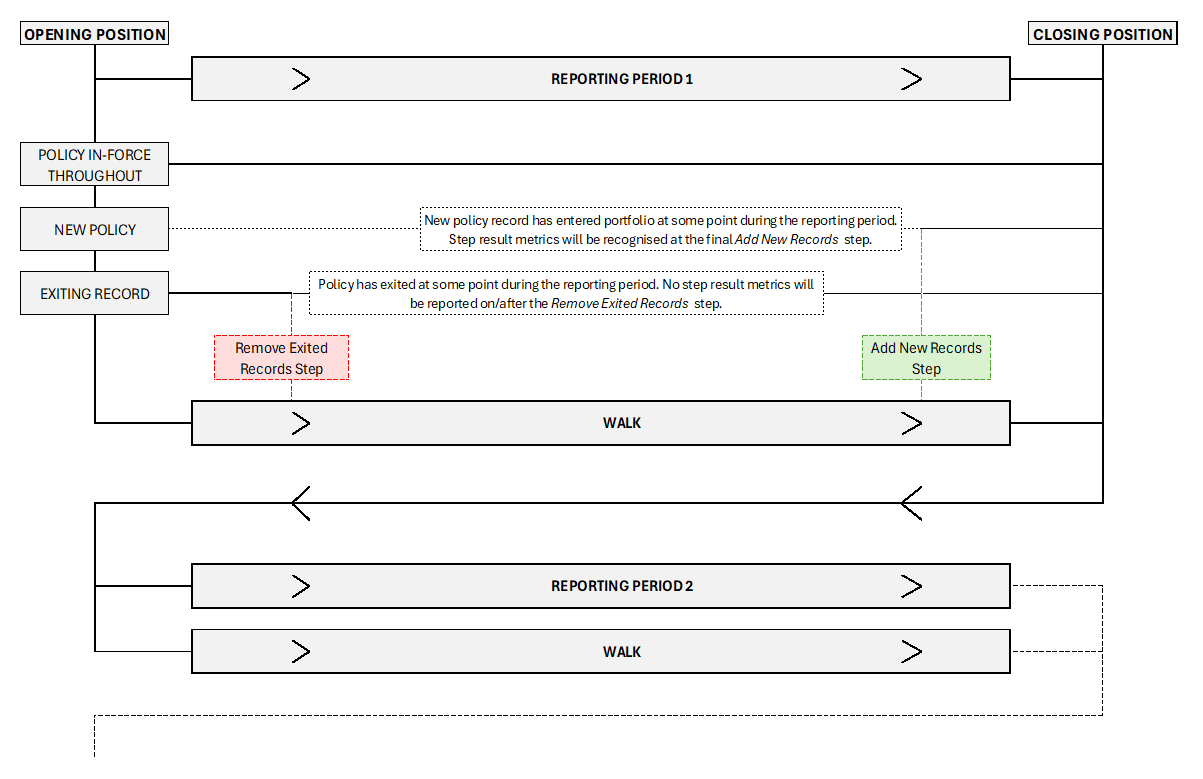 OPENING POSITION
CLOSING POSITION
REPORTING PERIOD 1
POLICY IN-FORCE
THROUGHOUT
NEW POLICY
New policy record has entered portfolio at some point during the reporting period.
Step result metrics will be recognised at the final Add New Records step.
EXITING RECORD
Policy has exited at some point during the reporting period. No step result metrics will
be reported on/after the Remove Exited Records step.
Remove Exited
Records Step
Add New Records
Step
WALK
REPORTING PERIOD 2
WALK